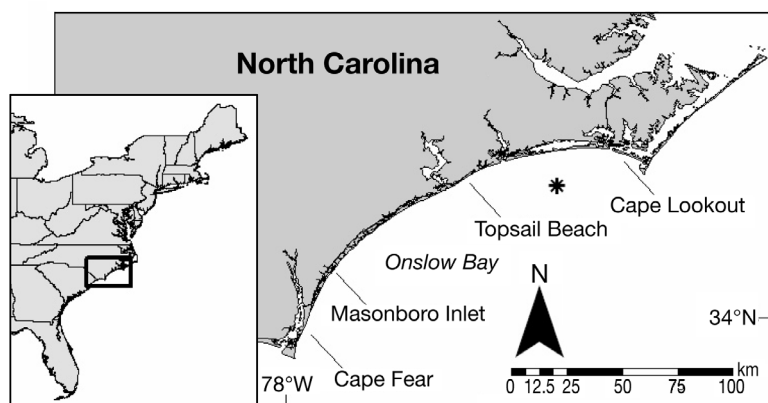 North Carolina
Cape Lookout
Topsail Beach
Onslow Bay
N
Masonboro Inlet
34°N
km
Cape Fear
78°W
0 12.5 25 50 75 100